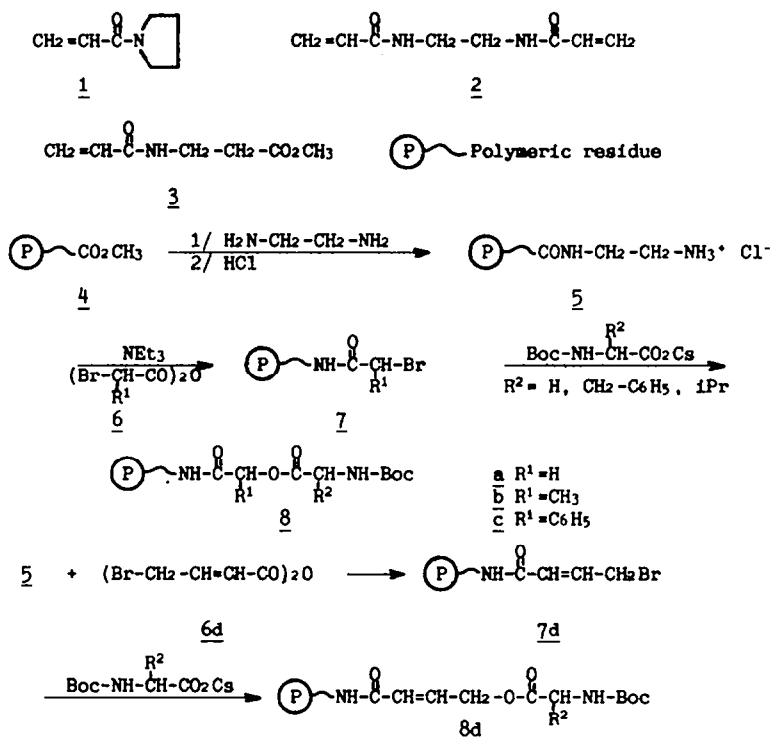 CH2=CH-C(=O)-N
CH2=CH-C(=O)-NH-CH2-CH2-NH-C(=O)-CH=CH2
1
2
CH2=CH-C(=O)-NH-CH2-CH2-CO2CH3
P Polymeric residue
3
P CO2CH3
1/ H2N-CH2-CH2-NH2
2/ HCl
P CONH-CH2-CH2-NH3+ Cl-
4
5
NEt3
(Br-CH(R1)-CO)2O
P NH-C(=O)-CH(R1)-Br
Boc-NH-CH(R2)-CO2Cs
R2= H, CH2-C6H5, iPr
6
7
P NH-C(=O)-CH(R1)-O-C(=O)-CH(R2)-NH-Boc
8
a R1=H
b R1=CH3
c R1=C6H5
5 + (Br-CH2-CH=CH-CO)2O
P NH-C(=O)-CH=CH-CH2Br
6d
7d
Boc-NH-CH(R2)-CO2Cs
P NH-C(=O)-CH=CH-CH2-O-C(=O)-CH(R2)-NH-Boc
8d